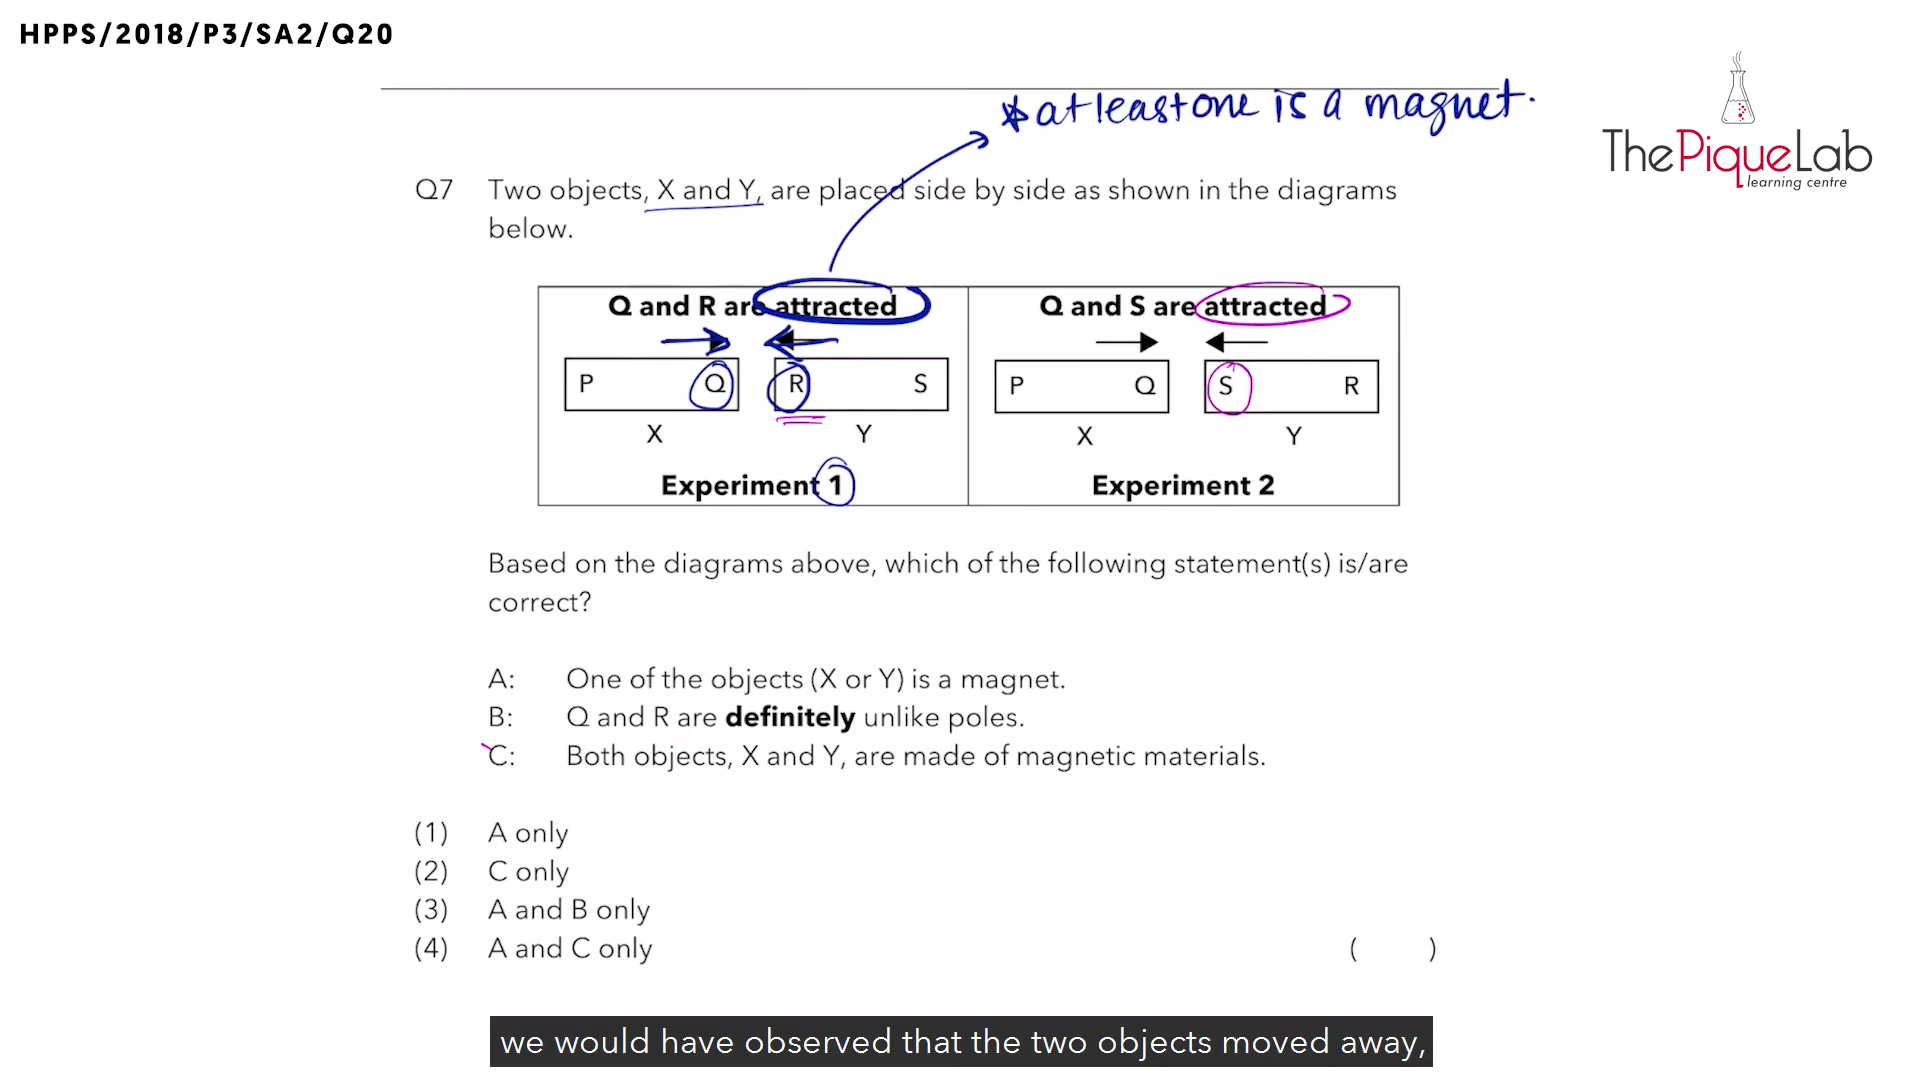 HPPS/2018/P3/SA2/Q20
* at least one is a magnet.
ThePiqueLab
learning centre
Q7 Two objects, X and Y, are placed side by side as shown in the diagrams
below.
Q and R are attracted
P Q R S
X Y
Experiment 1
Q and S are attracted
P Q S R
X Y
Experiment 2
Based on the diagrams above, which of the following statement(s) is/are
correct?
A: One of the objects (X or Y) is a magnet.
B: Q and R are definitely unlike poles.
C: Both objects, X and Y, are made of magnetic materials.
(1) A only
(2) C only
(3) A and B only
(4) A and C only ( )
we would have observed that the two objects moved away,